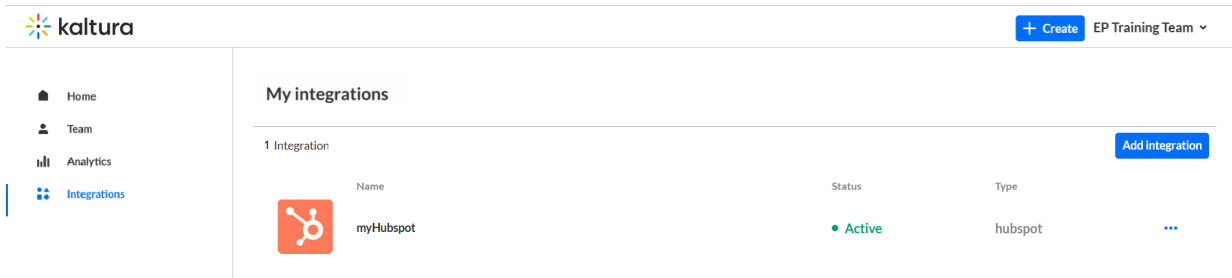 kaltura
+ Create
EP Training Team
Home
Team
Analytics
Integrations
My integrations
1 Integration
Add integration
Name Status Type
myHubspot Active hubspot